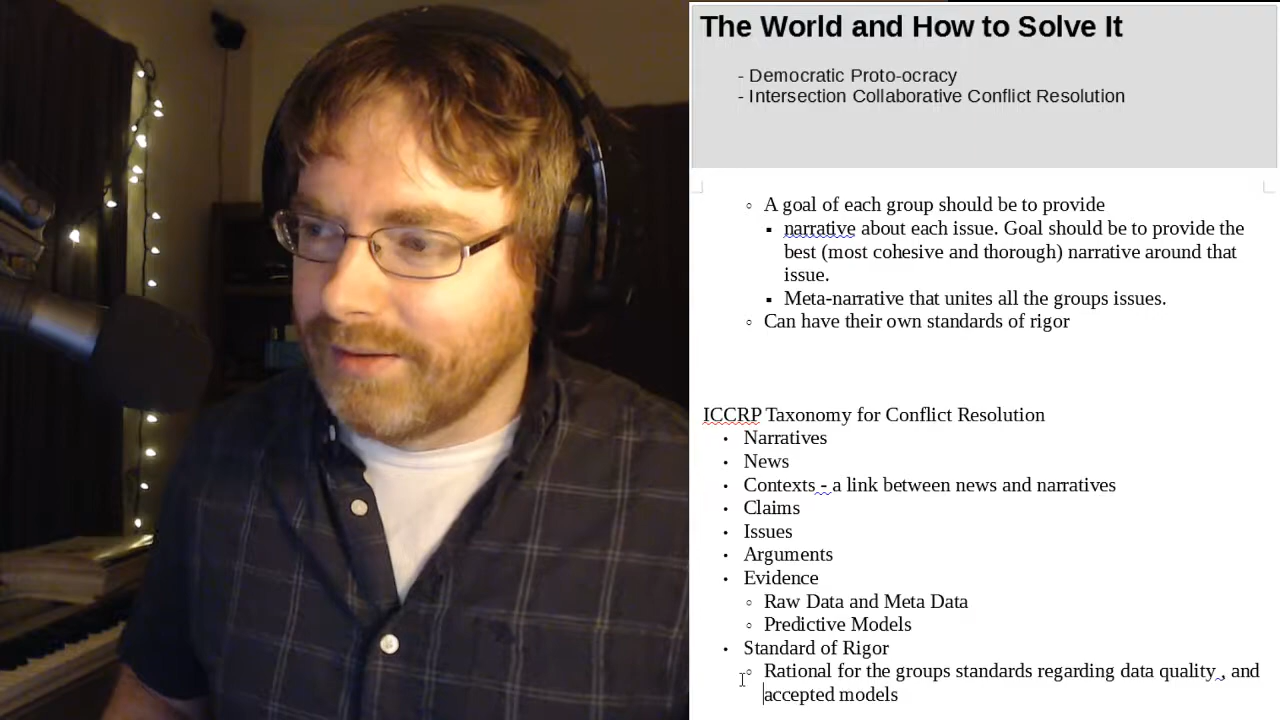 The World and How to Solve It
- Democratic Proto-ocracy
- Intersection Collaborative Conflict Resolution
◦ A goal of each group should be to provide
▪ narrative about each issue. Goal should be to provide the
best (most cohesive and thorough) narrative around that
issue.
▪ Meta-narrative that unites all the groups issues.
◦ Can have their own standards of rigor
ICCRP Taxonomy for Conflict Resolution
• Narratives
• News
• Contexts - a link between news and narratives
• Claims
• Issues
• Arguments
• Evidence
◦ Raw Data and Meta Data
◦ Predictive Models
• Standard of Rigor
◦ Rational for the groups standards regarding data quality , and
accepted models